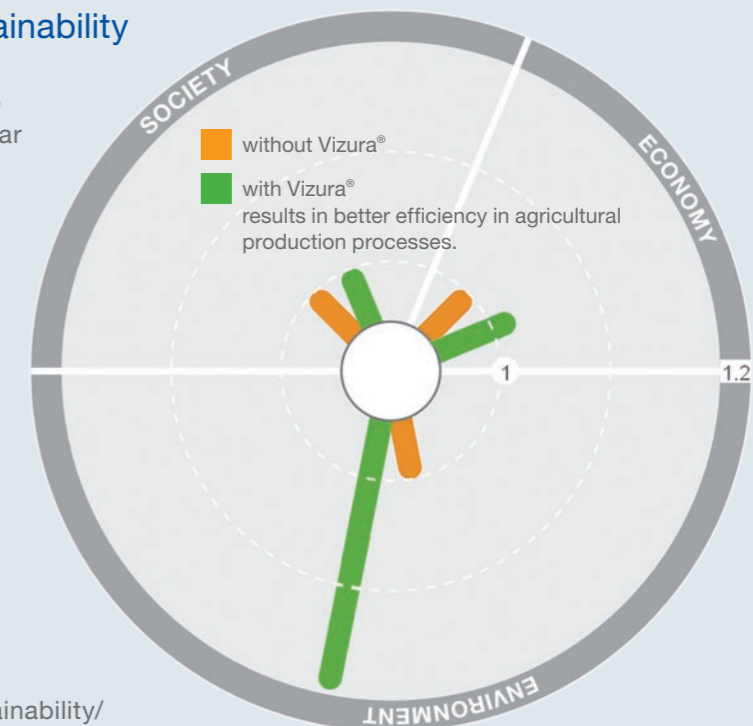 ainability
ar
SOCIETY
ECONOMY
without Vizura®
with Vizura®
results in better efficiency in agricultural
production processes.
1
1.2
ENVIRONMENT
ainability/